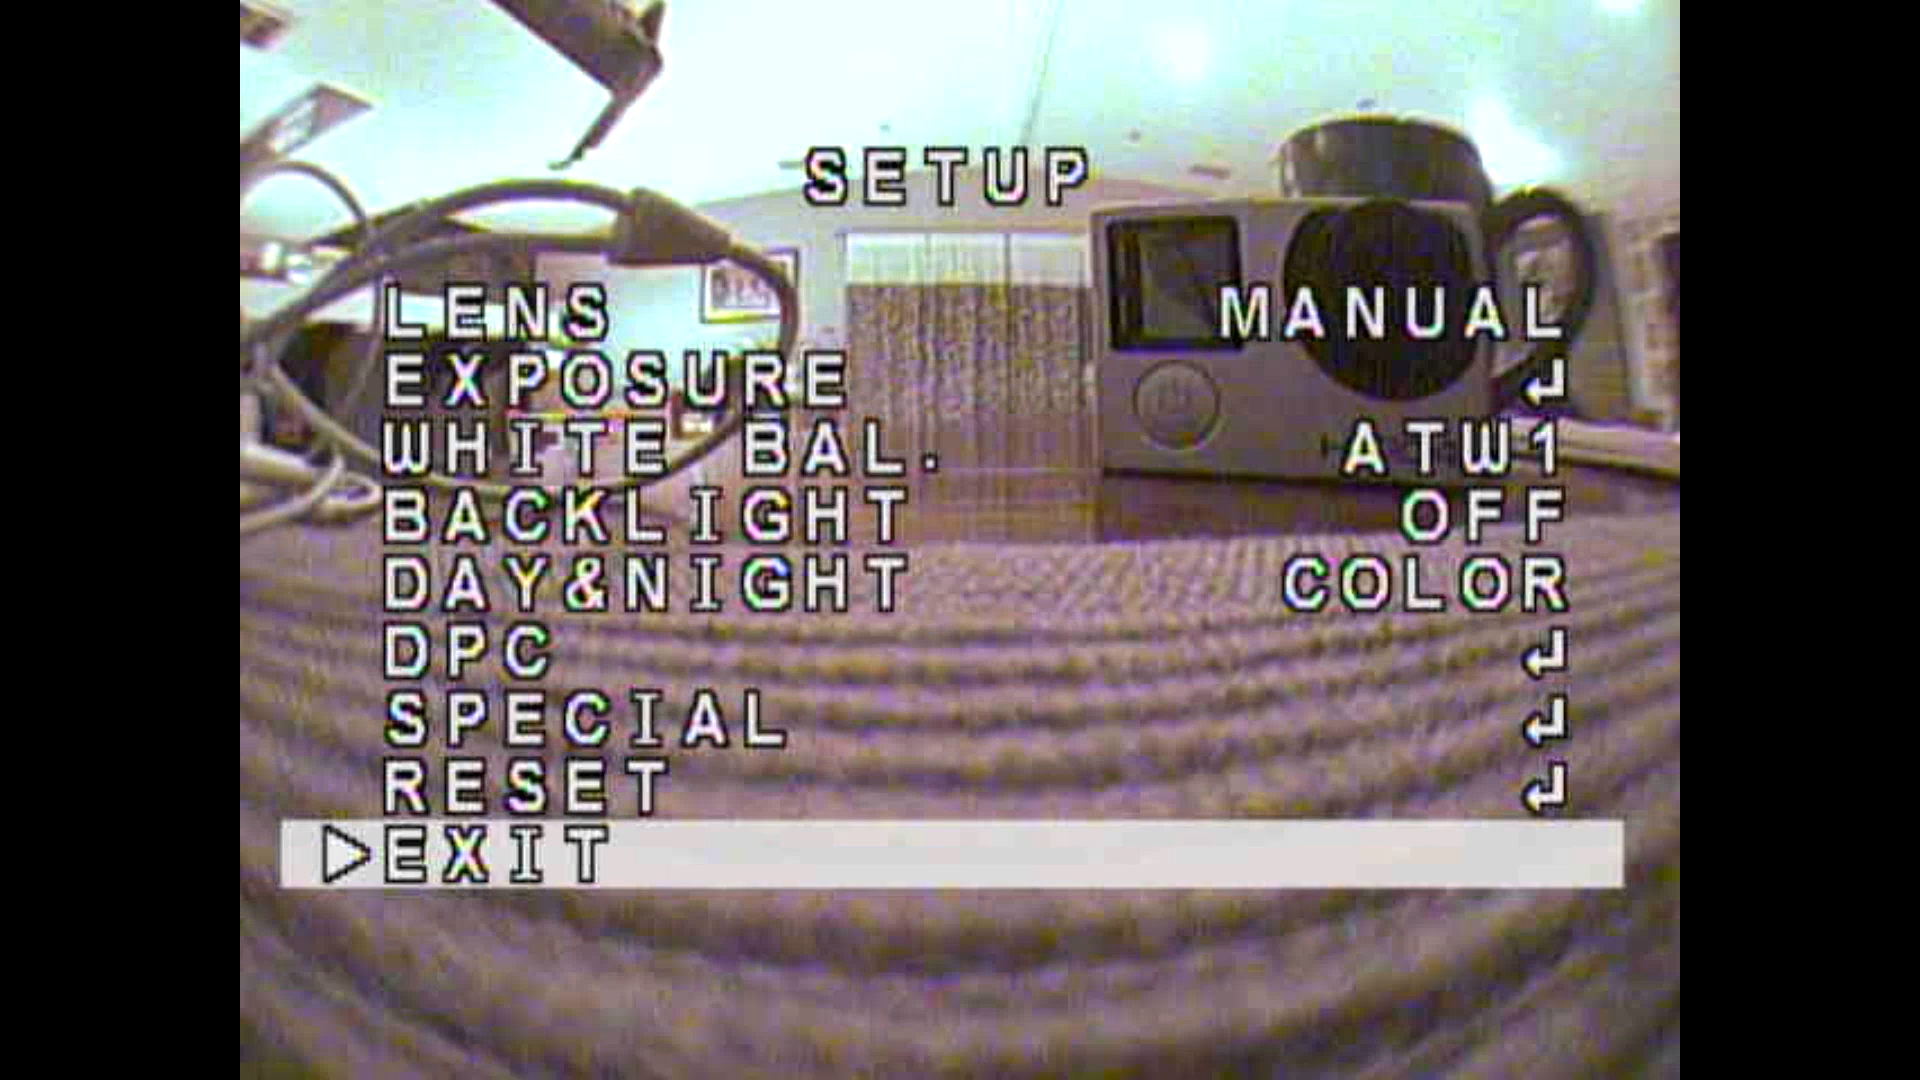 SETUP
LENS MANUAL
EXPOSURE ↵
WHITE BAL. ATW1
BACKLIGHT OFF
DAY&NIGHT COLOR
DPC ↵
SPECIAL ↵
RESET ↵
▷EXIT